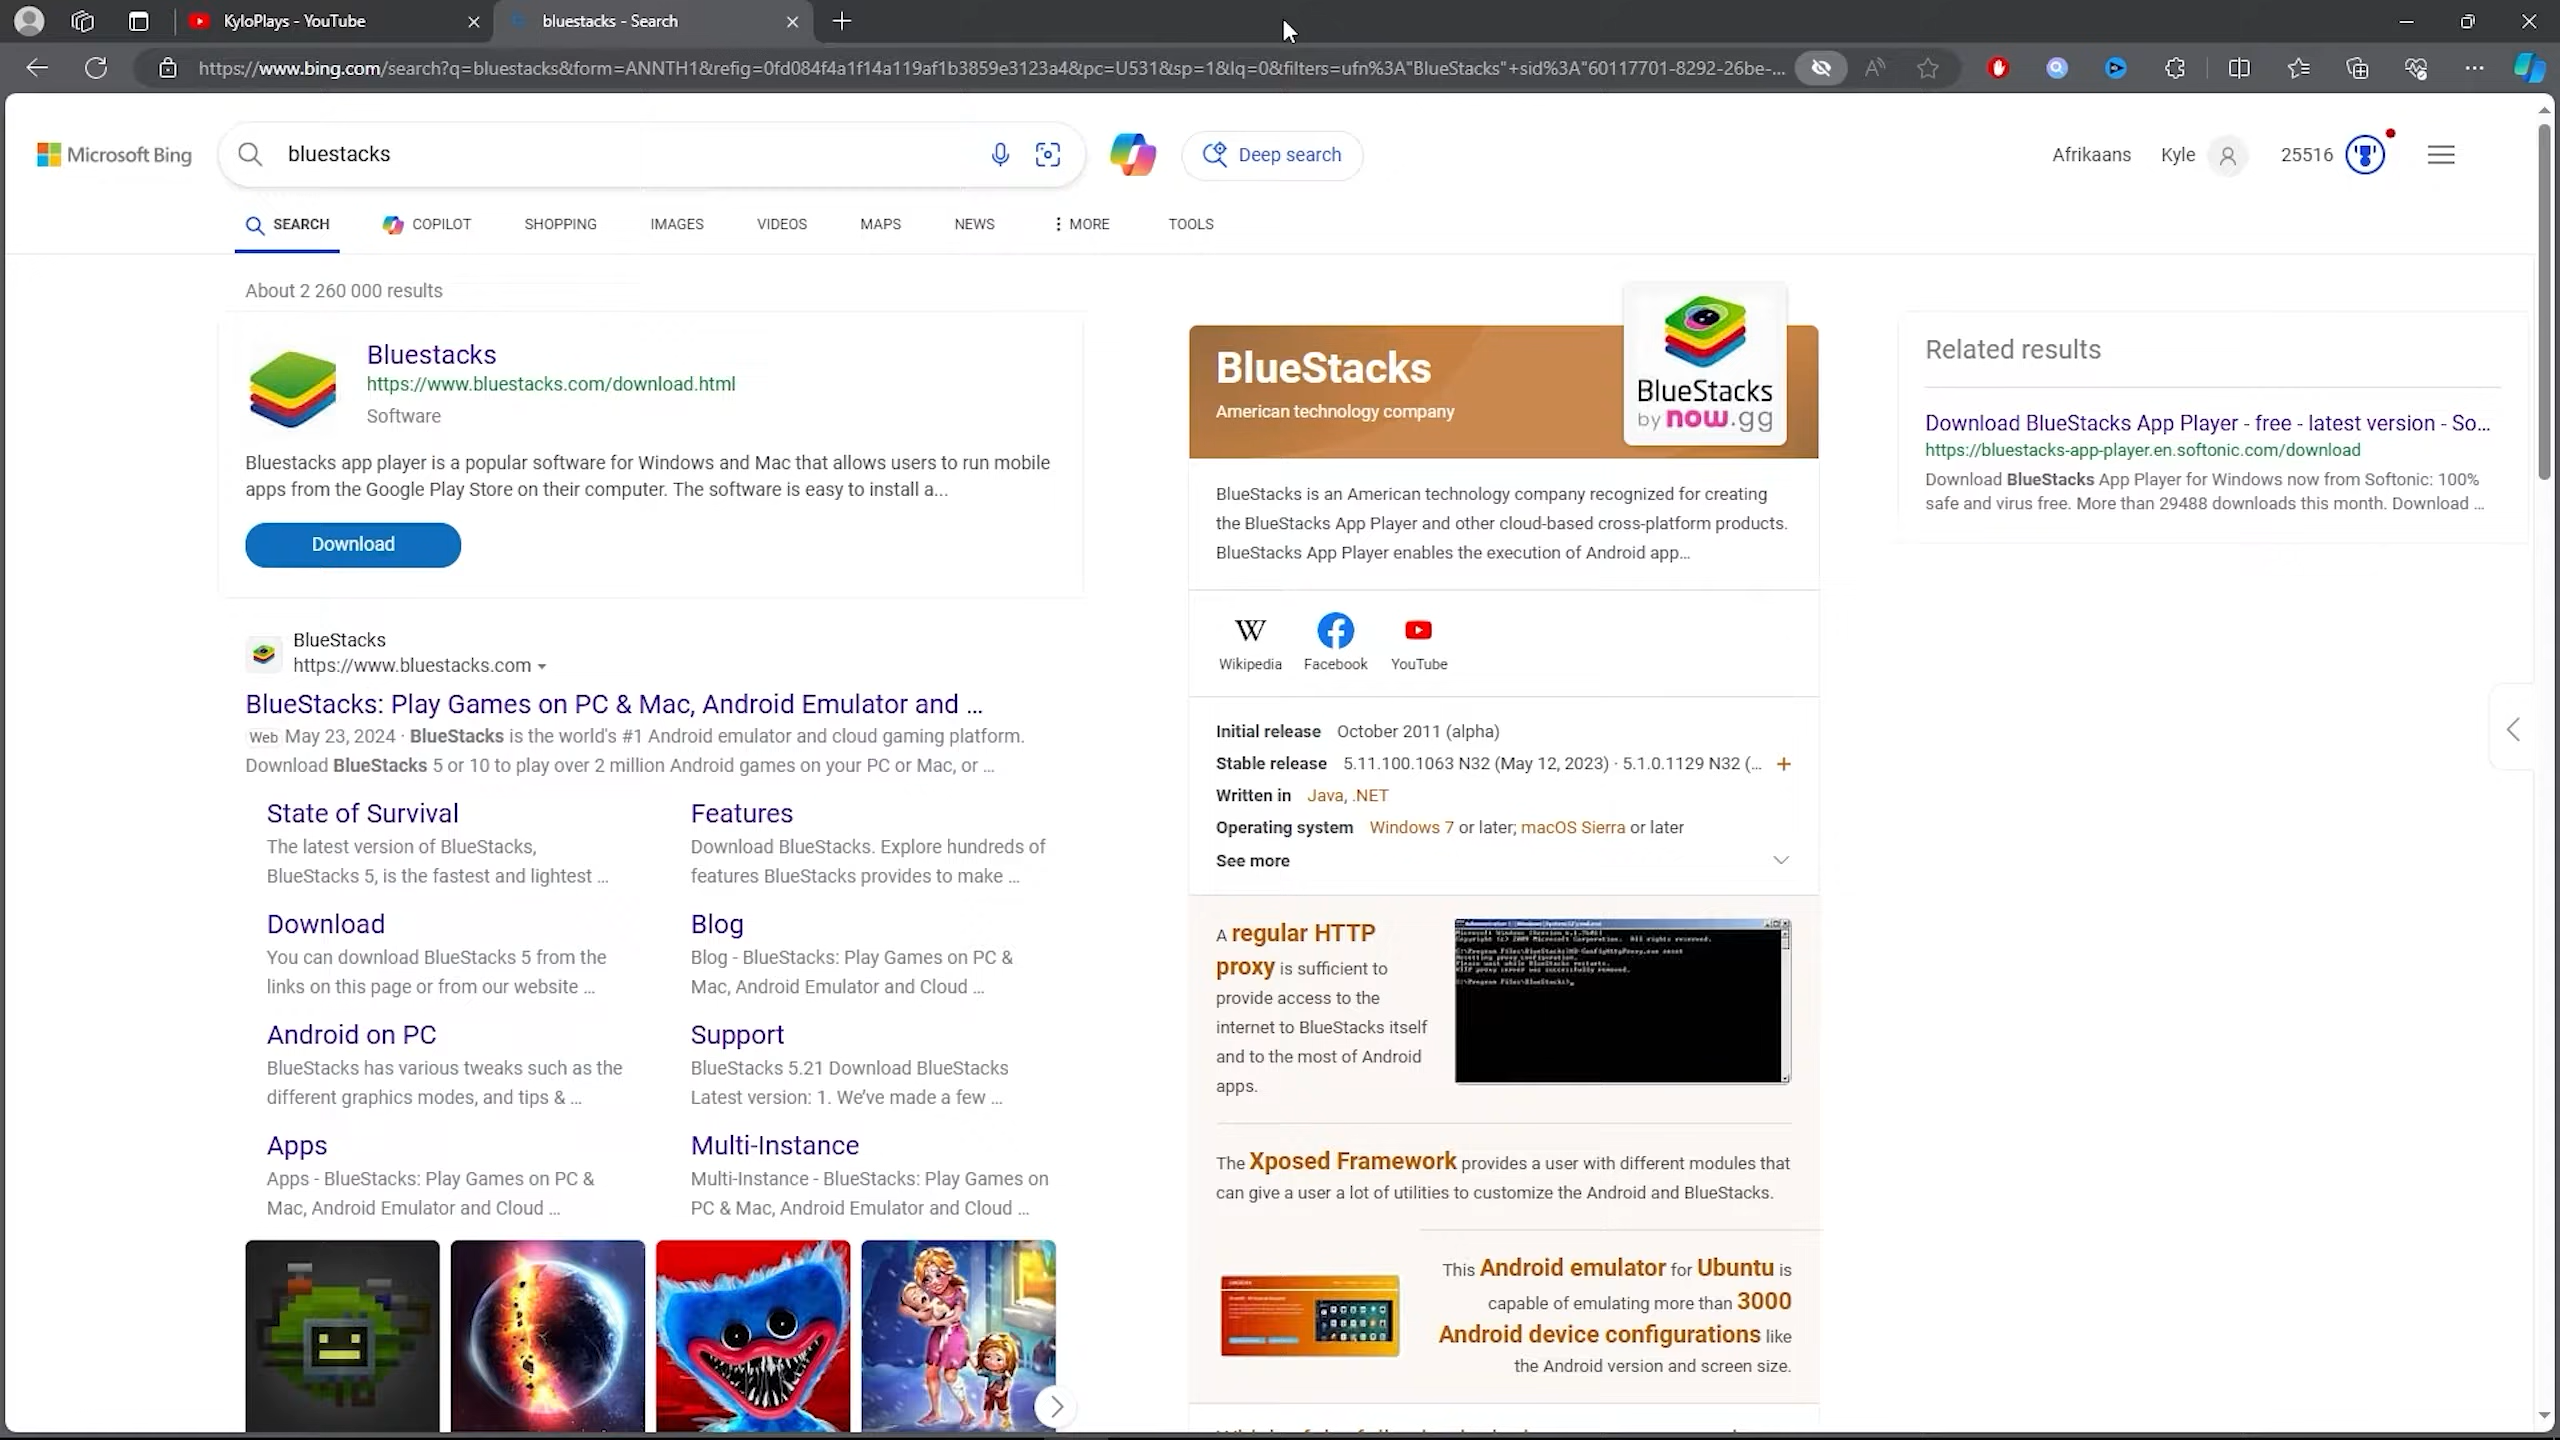 KyloPlays - YouTube
bluestacks - Search
https://www.bing.com/search?q=bluestacks&form=ANNTH1&refig=0fd084f4a1f14a119af1b3859e3123a4&pc=U531&sp=1&lq=0&filters=ufn%3A"BlueStacks"+sid%3A"60117701-8292-26be-...
Microsoft Bing
bluestacks
Deep search
Afrikaans
Kyle
25516
SEARCH
COPILOT
SHOPPING
IMAGES
VIDEOS
MAPS
NEWS
MORE
TOOLS
About 2 260 000 results
Bluestacks
https://www.bluestacks.com/download.html
Software
Bluestacks app player is a popular software for Windows and Mac that allows users to run mobile
apps from the Google Play Store on their computer. The software is easy to install a...
Download
BlueStacks
https://www.bluestacks.com
BlueStacks: Play Games on PC & Mac, Android Emulator and ...
Web May 23, 2024 · BlueStacks is the world's #1 Android emulator and cloud gaming platform.
Download BlueStacks 5 or 10 to play over 2 million Android games on your PC or Mac, or ...
State of Survival
The latest version of BlueStacks,
BlueStacks 5, is the fastest and lightest ...
Features
Download BlueStacks. Explore hundreds of
features BlueStacks provides to make ...
Download
You can download BlueStacks 5 from the
links on this page or from our website ...
Blog
Blog - BlueStacks: Play Games on PC &
Mac, Android Emulator and Cloud ...
Android on PC
BlueStacks has various tweaks such as the
different graphics modes, and tips & ...
Support
BlueStacks 5.21 Download BlueStacks
Latest version: 1. We've made a few ...
Apps
Apps - BlueStacks: Play Games on PC &
Mac, Android Emulator and Cloud ...
Multi-Instance
Multi-Instance - BlueStacks: Play Games on
PC & Mac, Android Emulator and Cloud ...
BlueStacks
American technology company
BlueStacks
by now.gg
BlueStacks is an American technology company recognized for creating
the BlueStacks App Player and other cloud-based cross-platform products.
BlueStacks App Player enables the execution of Android app...
W
Wikipedia
Facebook
YouTube
Initial release October 2011 (alpha)
Stable release 5.11.100.1063 N32 (May 12, 2023) · 5.1.0.1129 N32 (...
Written in Java, .NET
Operating system Windows 7 or later; macOS Sierra or later
See more
A regular HTTP
proxy is sufficient to
provide access to the
internet to BlueStacks itself
and to the most of Android
apps.
The Xposed Framework provides a user with different modules that
can give a user a lot of utilities to customize the Android and BlueStacks.
This Android emulator for Ubuntu is
capable of emulating more than 3000
Android device configurations like
the Android version and screen size.
Related results
Download BlueStacks App Player - free - latest version - So...
https://bluestacks-app-player.en.softonic.com/download
Download BlueStacks App Player for Windows now from Softonic: 100%
safe and virus free. More than 29488 downloads this month. Download ...